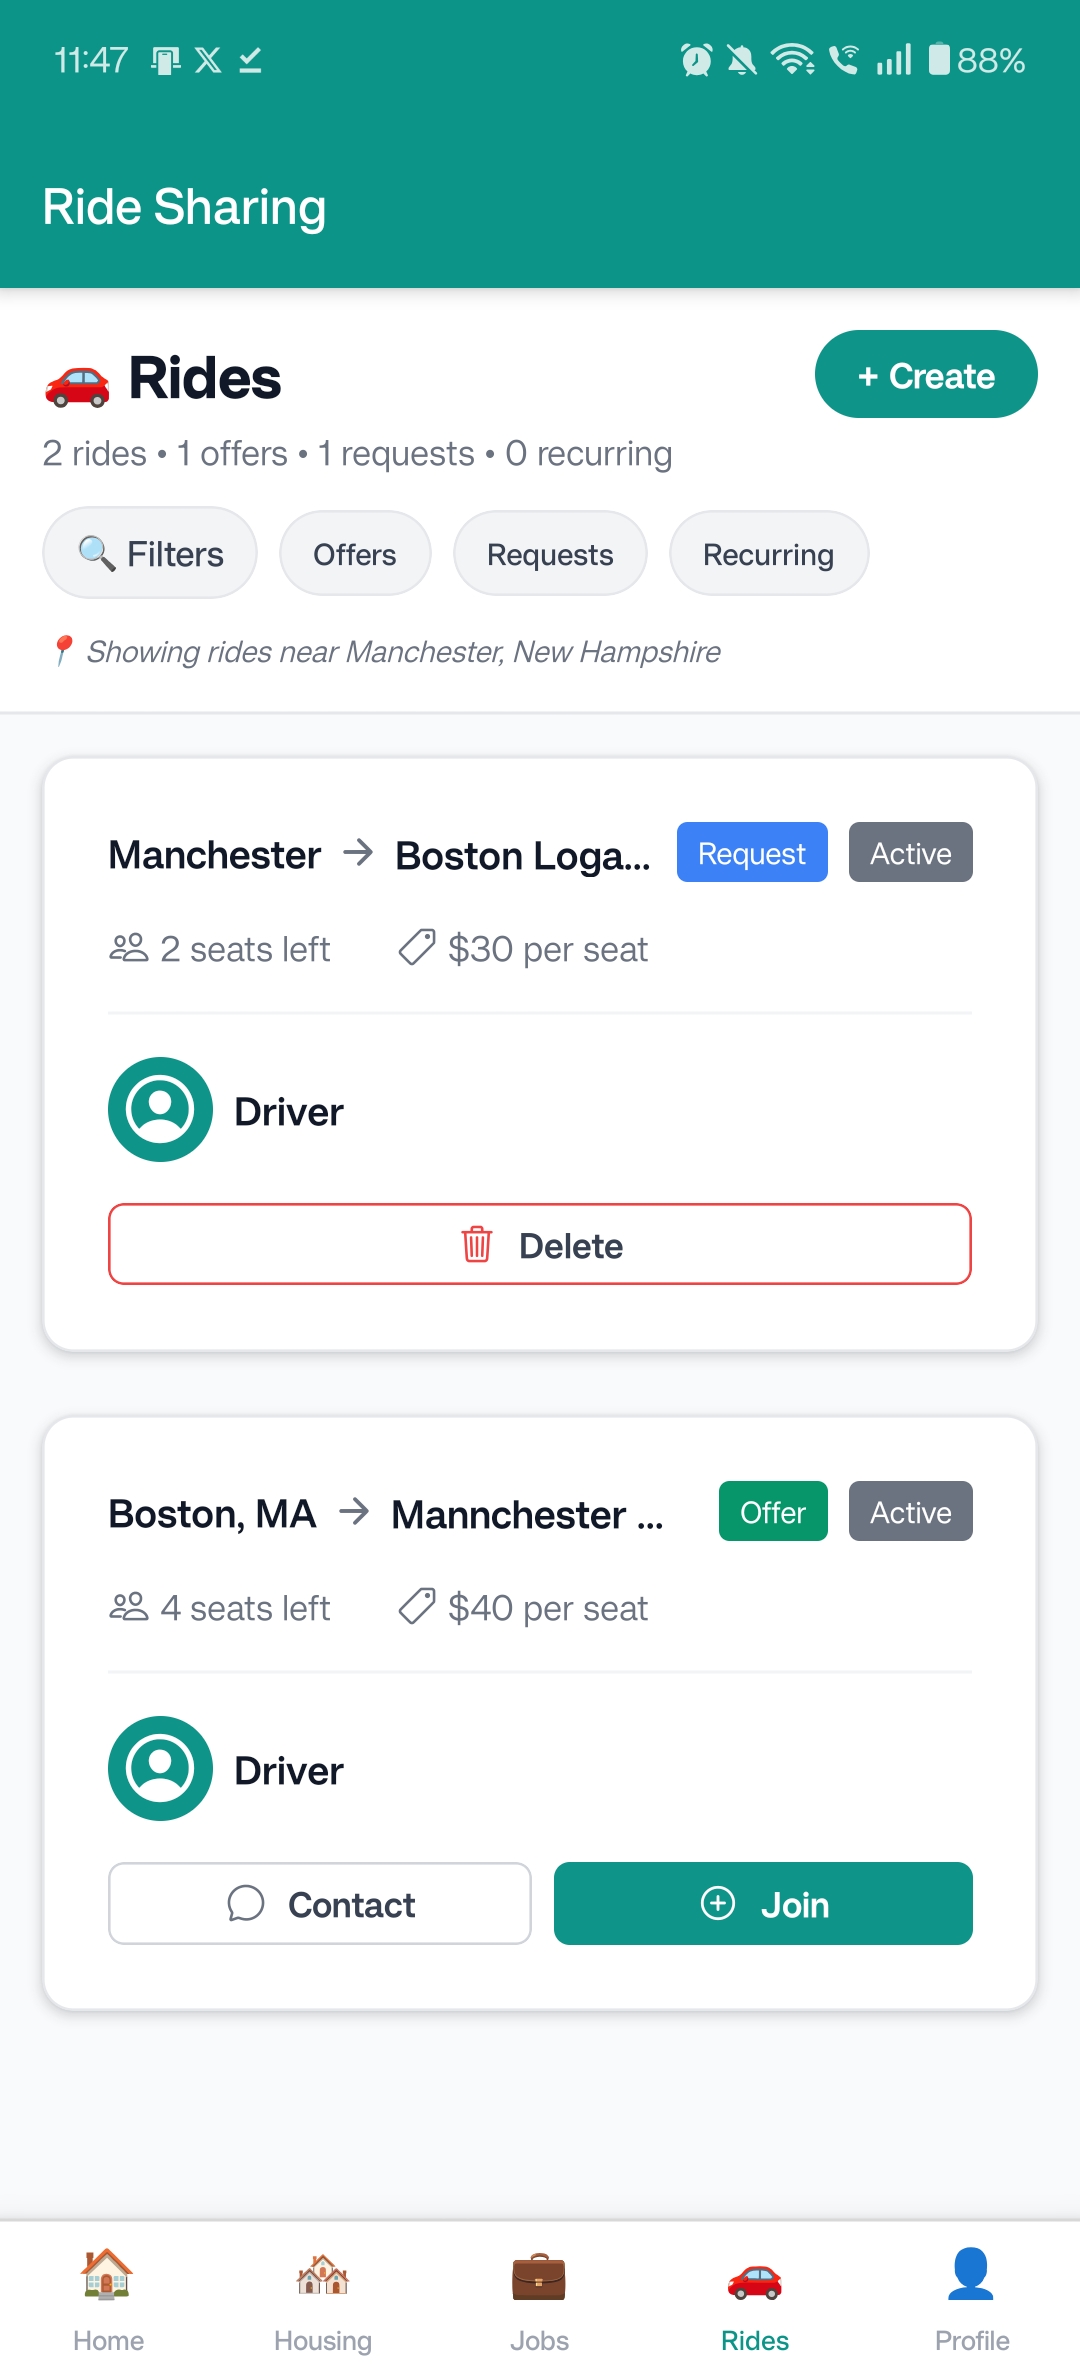 11:47
88%
Ride Sharing
Rides
+ Create
2 rides • 1 offers • 1 requests • 0 recurring
Filters
Offers
Requests
Recurring
Showing rides near Manchester, New Hampshire
Manchester → Boston Loga... Request Active
2 seats left $30 per seat
Driver
Delete
Boston, MA → Mannchester ... Offer Active
4 seats left $40 per seat
Driver
Contact
Join
Home
Housing
Jobs
Rides
Profile